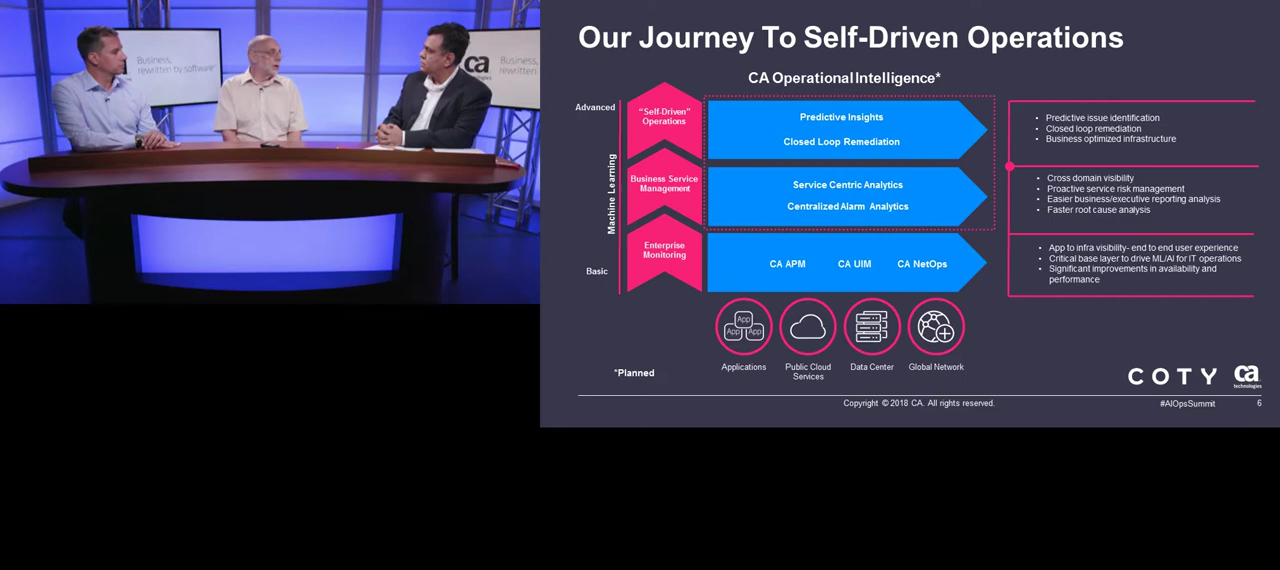 Business,
rewritten by software
ca
technologies
Business,
rewritten
Our Journey To Self-Driven Operations
CA Operational Intelligence*
Advanced
Machine Learning
Basic
"Self-Driven"
Operations
Predictive Insights
Closed Loop Remediation
• Predictive issue identification
• Closed loop remediation
• Business optimized infrastructure
Business Service
Management
Service Centric Analytics
Centralized Alarm Analytics
• Cross domain visibility
• Proactive service risk management
• Easier business/executive reporting analysis
• Faster root cause analysis
Enterprise
Monitoring
CA APM CA UIM CA NetOps
• App to infra visibility- end to end user experience
• Critical base layer to drive ML/AI for IT operations
• Significant improvements in availability and
performance
App
App App
Applications
Public Cloud
Services
Data Center
Global Network
*Planned
COTY
ca
technologies
Copyright © 2018 CA. All rights reserved.
#AIOpsSummit
6